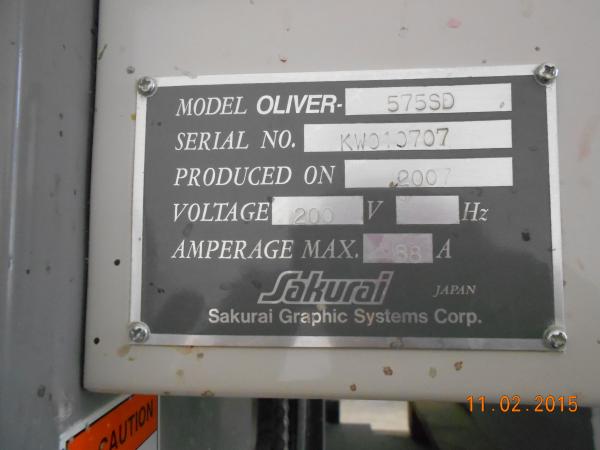 MODEL OLIVER- 575SD
SERIAL NO. KW010707
PRODUCED ON 2007
VOLTAGE 200 V Hz
AMPERAGE MAX. 88 A
Sakurai JAPAN
Sakurai Graphic Systems Corp.
CAUTION
11.02.2015